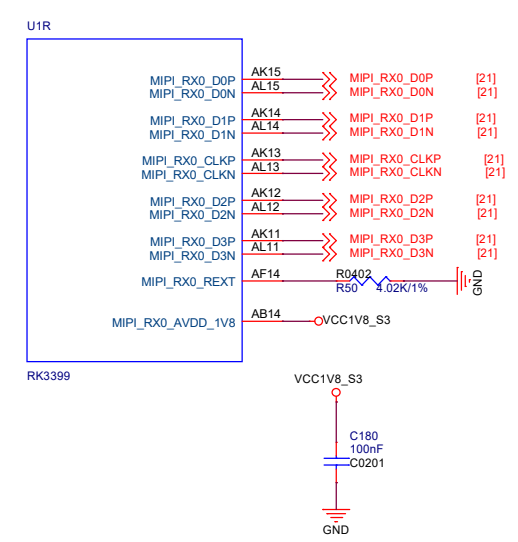 U1R
MIPI_RX0_D0P AK15 MIPI_RX0_D0P [21]
MIPI_RX0_D0N AL15 MIPI_RX0_D0N [21]
MIPI_RX0_D1P AK14 MIPI_RX0_D1P [21]
MIPI_RX0_D1N AL14 MIPI_RX0_D1N [21]
MIPI_RX0_CLKP AK13 MIPI_RX0_CLKP [21]
MIPI_RX0_CLKN AL13 MIPI_RX0_CLKN [21]
MIPI_RX0_D2P AK12 MIPI_RX0_D2P [21]
MIPI_RX0_D2N AL12 MIPI_RX0_D2N [21]
MIPI_RX0_D3P AK11 MIPI_RX0_D3P [21]
MIPI_RX0_D3N AL11 MIPI_RX0_D3N [21]
MIPI_RX0_REXT AF14 R0402
R50 4.02K/1% GND
MIPI_RX0_AVDD_1V8 AB14 VCC1V8_S3
RK3399
VCC1V8_S3
C180
100nF
C0201
GND